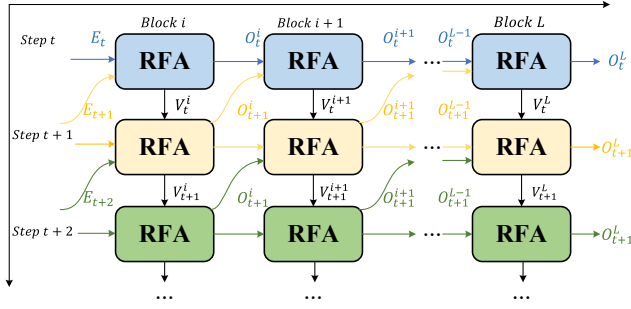 Block i Block i + 1 Block L
Step t E_t RFA O_t^i RFA O_t^{i+1} ... O_t^{L-1} RFA O_t^L
E_{t+1} V_t^i O_{t+1}^i V_t^{i+1} O_{t+1}^{i+1} O_{t+1}^{L-1} V_t^L
Step t + 1 RFA RFA ... RFA O_{t+1}^L
E_{t+2} V_{t+1}^i O_{t+1}^i V_{t+1}^{i+1} O_{t+1}^{i+1} O_{t+1}^{L-1} V_{t+1}^L
Step t + 2 RFA RFA ... RFA O_{t+1}^L
... ... ...